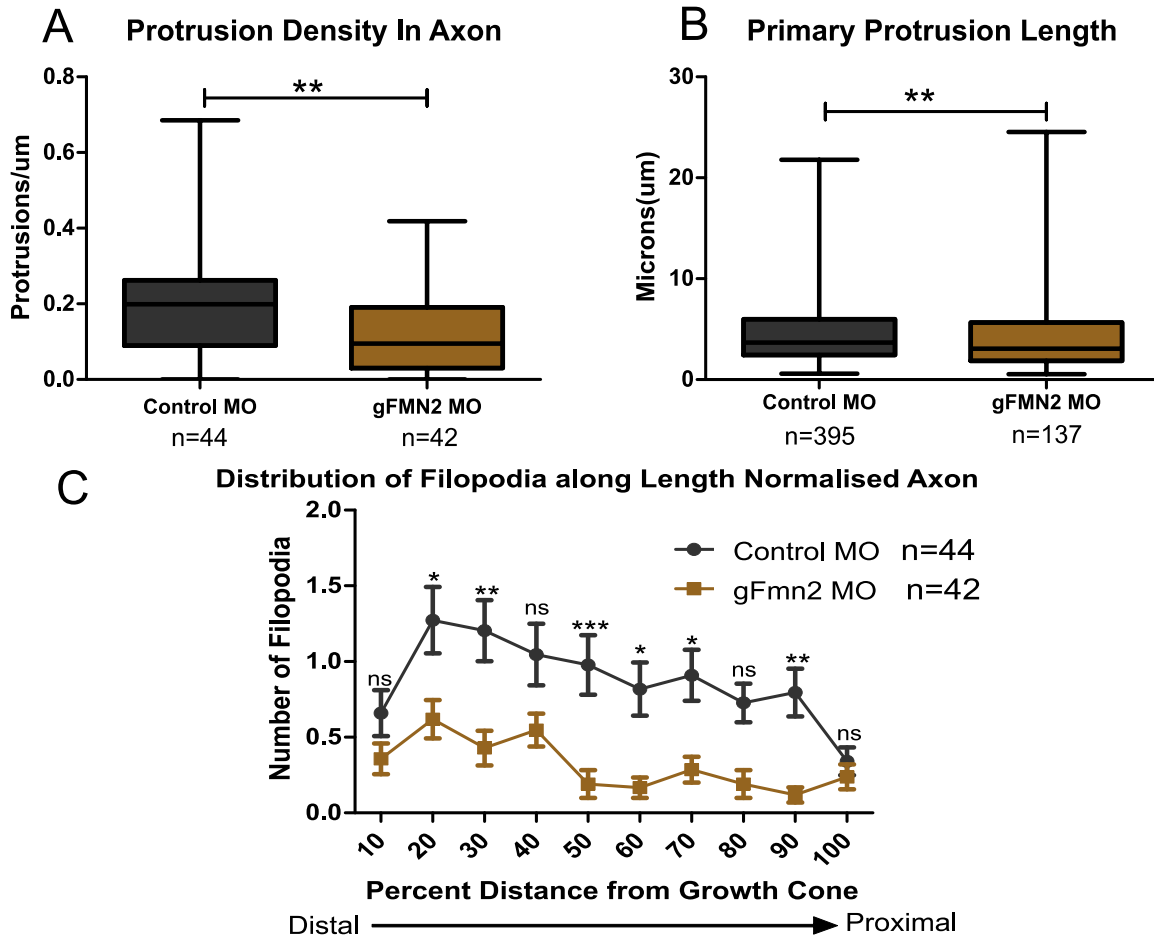 A Protrusion Density In Axon
Protrusions/um
0.8
0.6
0.4
0.2
0.0
**
Control MO gFMN2 MO
n=44 n=42
B Primary Protrusion Length
Microns(um)
30
20
10
0
**
Control MO gFMN2 MO
n=395 n=137
C Distribution of Filopodia along Length Normalised Axon
Number of Filopodia
2.0
1.5
1.0
0.5
0.0
Control MO n=44
gFmn2 MO n=42
ns * ** ns *** * * ns ** ns
10 20 30 40 50 60 70 80 90 100
Percent Distance from Growth Cone
Distal Proximal